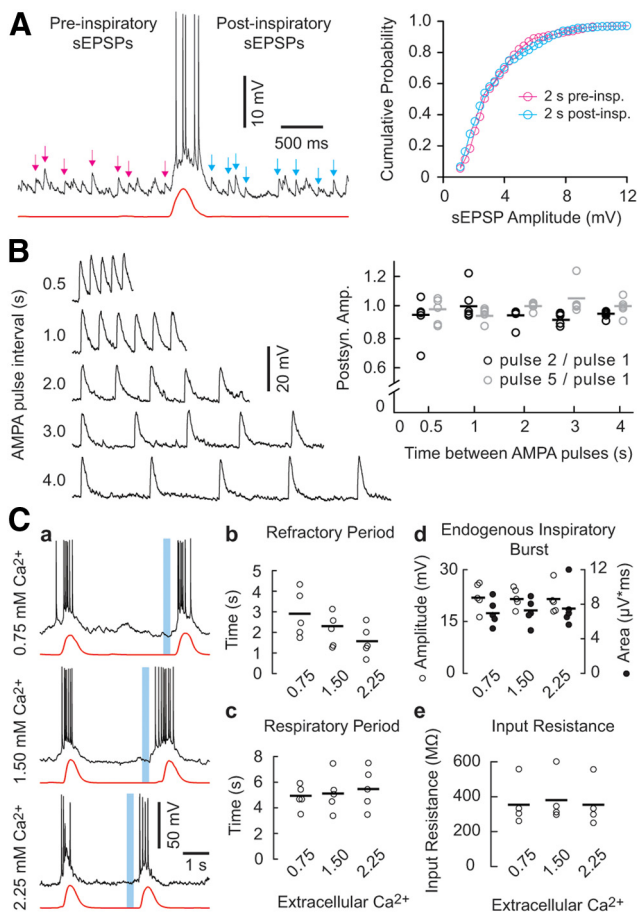 A
Pre-inspiratory
sEPSPs
Post-inspiratory
sEPSPs
10 mV
500 ms
Cumulative Probability
1.0
0.8
0.6
0.4
0.2
0
2 s pre-insp.
2 s post-insp.
0 4 8 12
sEPSP Amplitude (mV)
B
AMPA pulse interval (s)
0.5
1.0
2.0
3.0
4.0
20 mV
Postsyn. Amp.
1.2
1.0
0.8
0.6
0
pulse 2 / pulse 1
pulse 5 / pulse 1
0 0.5 1 2 3 4
Time between AMPA pulses (s)
C
a
0.75 mM Ca2+
1.50 mM Ca2+
2.25 mM Ca2+
50 mV
1 s
b Refractory Period
Time (s)
5
4
3
2
1
0
0.75 1.50 2.25
c Respiratory Period
Time (s)
8
6
4
2
0
0.75 1.50 2.25
Extracellular Ca2+
d Endogenous Inspiratory
Burst
Amplitude (mV)
30
20
10
0
Area (µV*ms)
12
8
4
0
0.75 1.50 2.25
e Input Resistance
Input Resistance (MΩ)
600
400
200
0
0.75 1.50 2.25
Extracellular Ca2+